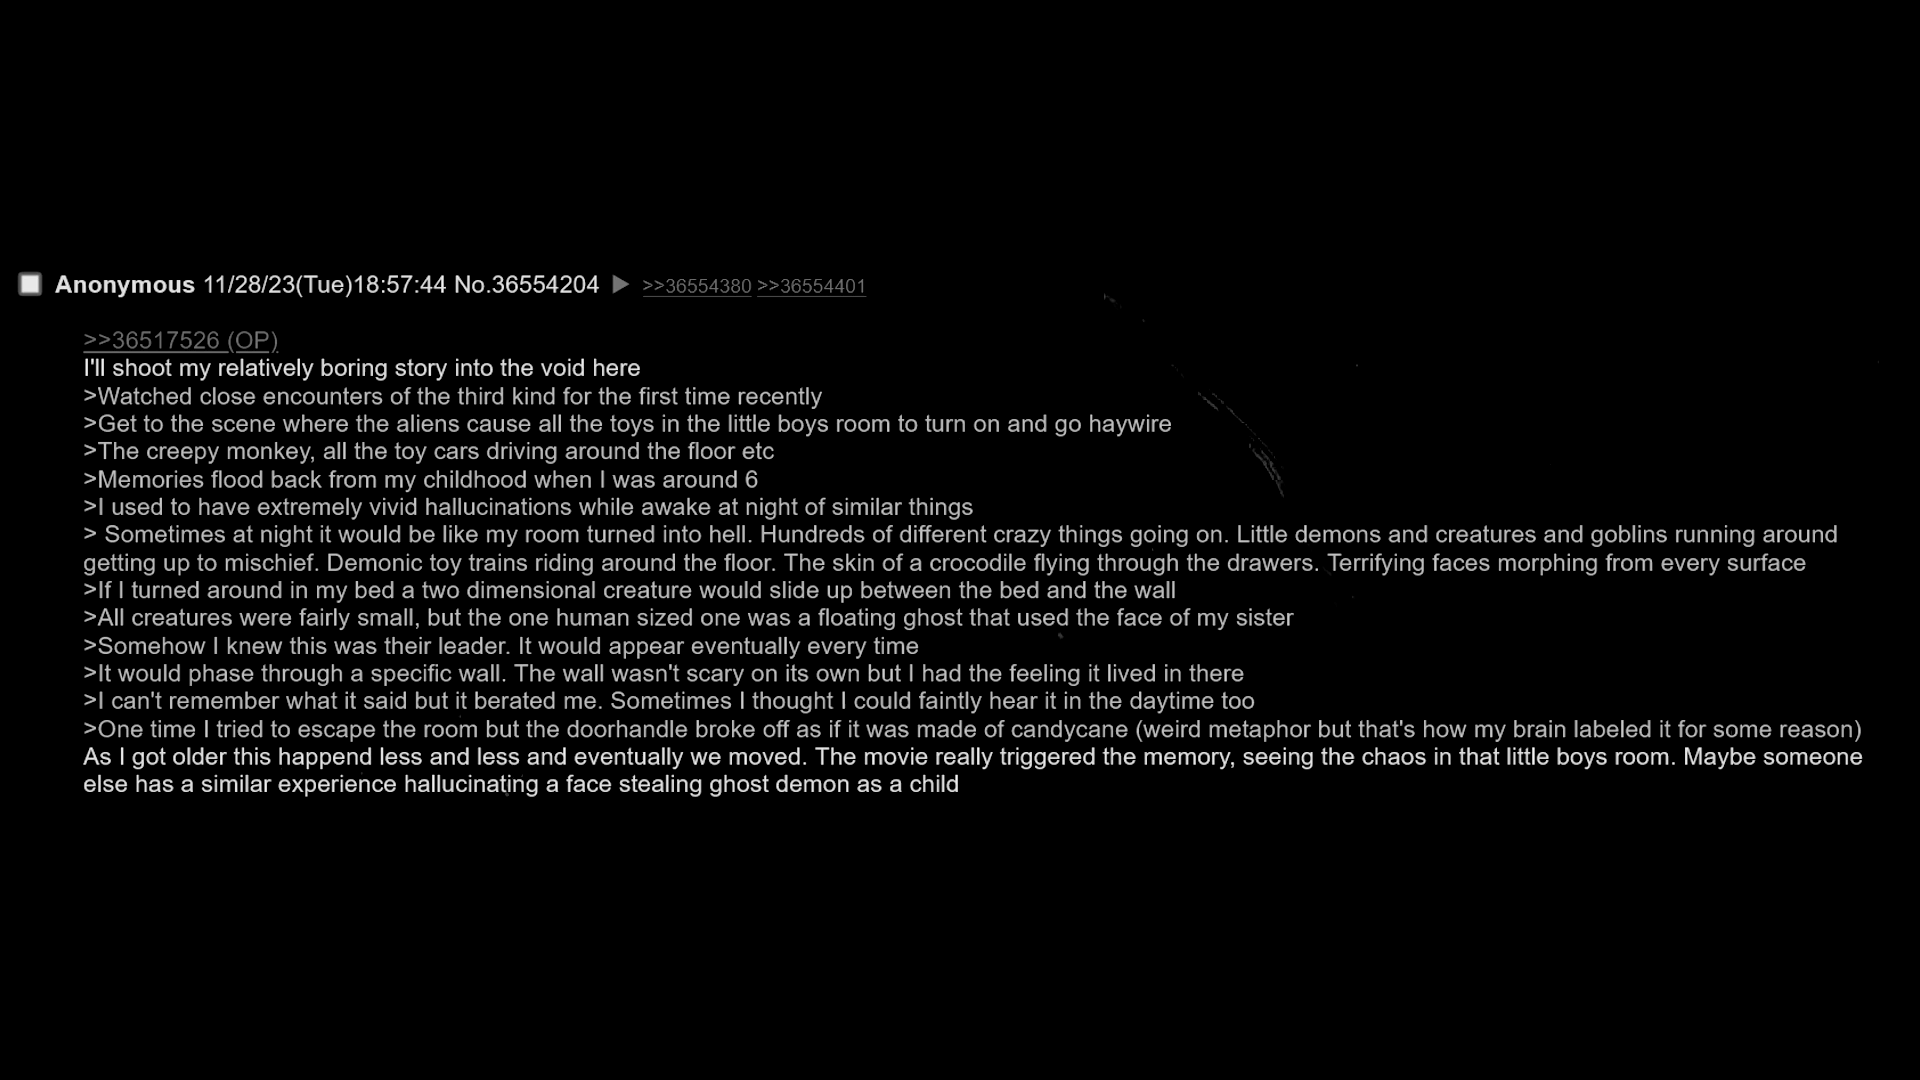 Anonymous 11/28/23(Tue)18:57:44 No.36554204 ▶ >>36554380 >>36554401
>>36517526 (OP)
I'll shoot my relatively boring story into the void here
>Watched close encounters of the third kind for the first time recently
>Get to the scene where the aliens cause all the toys in the little boys room to turn on and go haywire
>The creepy monkey, all the toy cars driving around the floor etc
>Memories flood back from my childhood when I was around 6
>I used to have extremely vivid hallucinations while awake at night of similar things
> Sometimes at night it would be like my room turned into hell. Hundreds of different crazy things going on. Little demons and creatures and goblins running around
getting up to mischief. Demonic toy trains riding around the floor. The skin of a crocodile flying through the drawers. Terrifying faces morphing from every surface
>If I turned around in my bed a two dimensional creature would slide up between the bed and the wall
>All creatures were fairly small, but the one human sized one was a floating ghost that used the face of my sister
>Somehow I knew this was their leader. It would appear eventually every time
>It would phase through a specific wall. The wall wasn't scary on its own but I had the feeling it lived in there
>I can't remember what it said but it berated me. Sometimes I thought I could faintly hear it in the daytime too
>One time I tried to escape the room but the doorhandle broke off as if it was made of candycane (weird metaphor but that's how my brain labeled it for some reason)
As I got older this happend less and less and eventually we moved. The movie really triggered the memory, seeing the chaos in that little boys room. Maybe someone
else has a similar experience hallucinating a face stealing ghost demon as a child